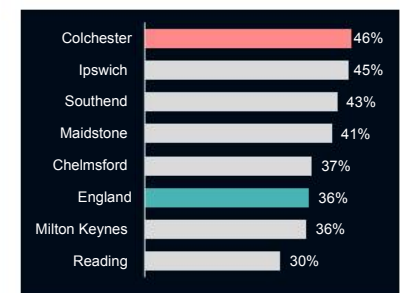 Colchester 46%
Ipswich 45%
Southend 43%
Maidstone 41%
Chelmsford 37%
England 36%
Milton Keynes 36%
Reading 30%